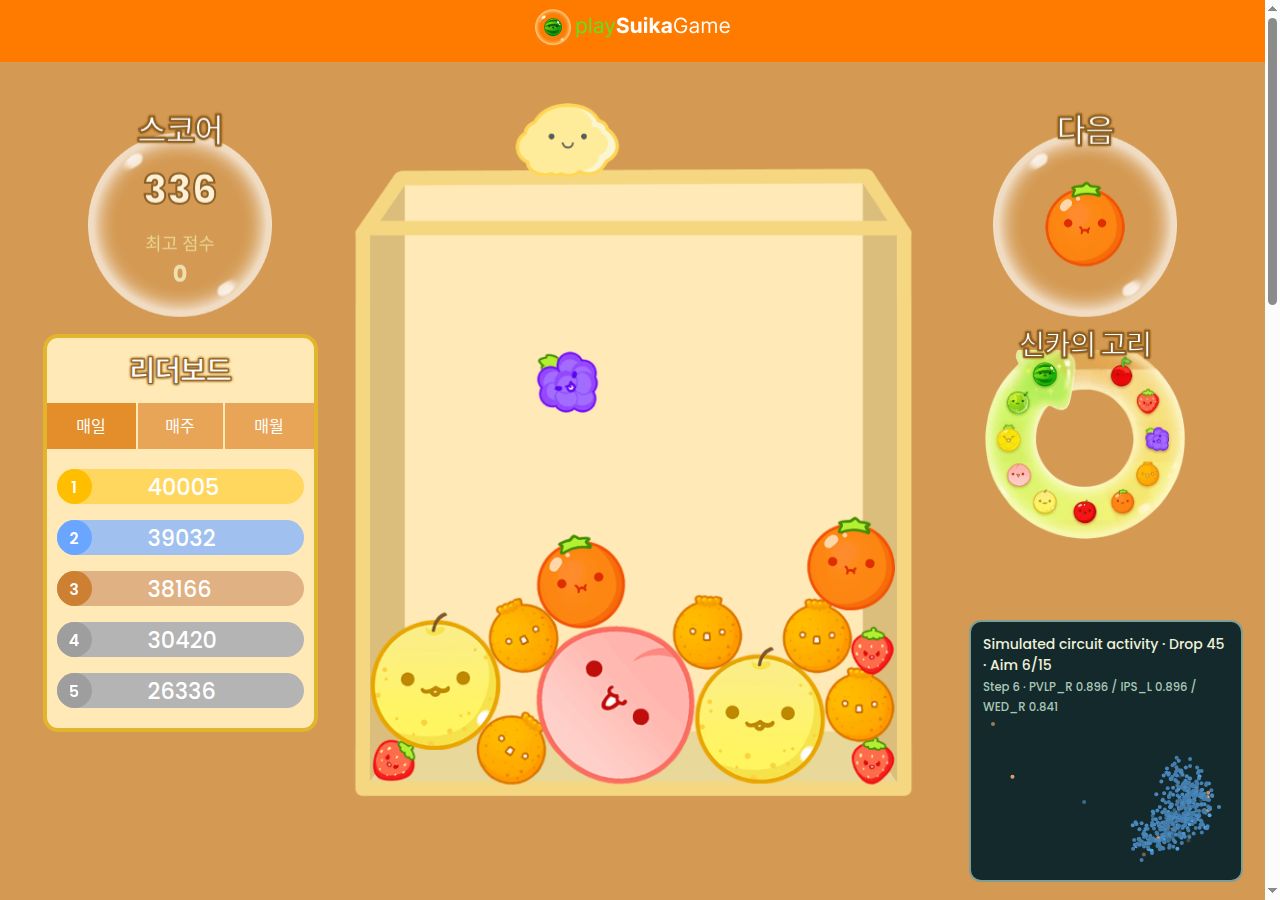 playSuikaGame
스코어
336
최고 점수
0
다음
리더보드
매일 매주 매월
1 40005
2 39032
3 38166
4 30420
5 26336
신카의 고리
Simulated circuit activity · Drop 45
· Aim 6/15
Step 6 · PVLP_R 0.896 / IPS_L 0.896 /
WED_R 0.841